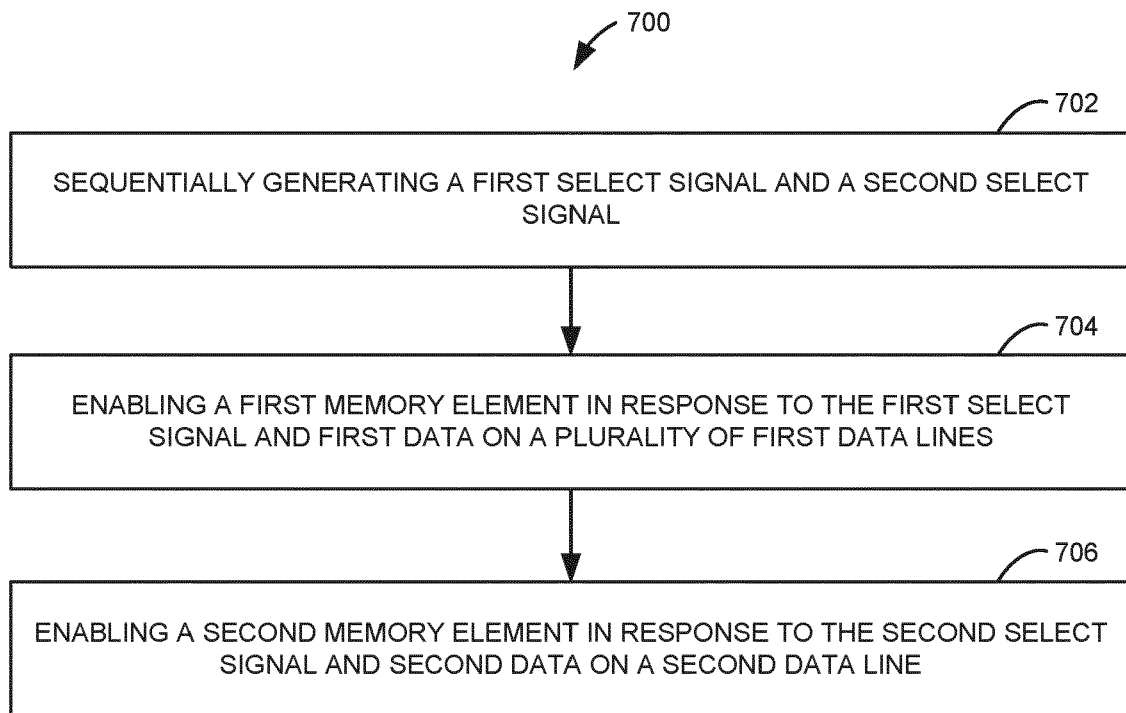 700
702
SEQUENTIALLY GENERATING A FIRST SELECT SIGNAL AND A SECOND SELECT
SIGNAL
704
ENABLING A FIRST MEMORY ELEMENT IN RESPONSE TO THE FIRST SELECT
SIGNAL AND FIRST DATA ON A PLURALITY OF FIRST DATA LINES
706
ENABLING A SECOND MEMORY ELEMENT IN RESPONSE TO THE SECOND SELECT
SIGNAL AND SECOND DATA ON A SECOND DATA LINE